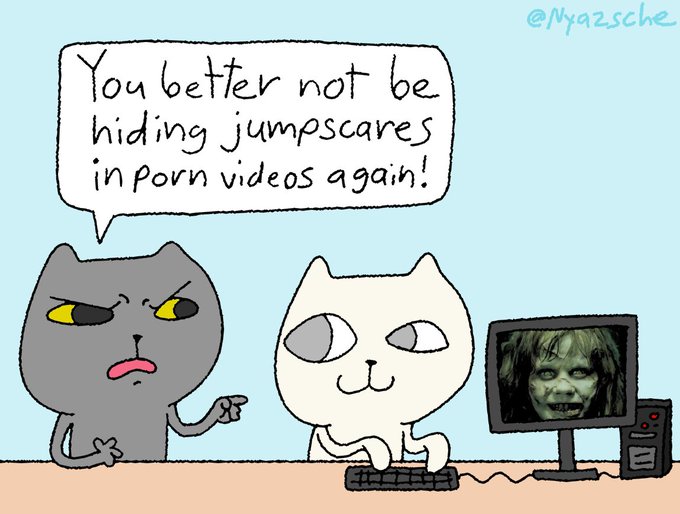 @Nyazsche
You better not be
hiding jumpscares
in porn videos again!